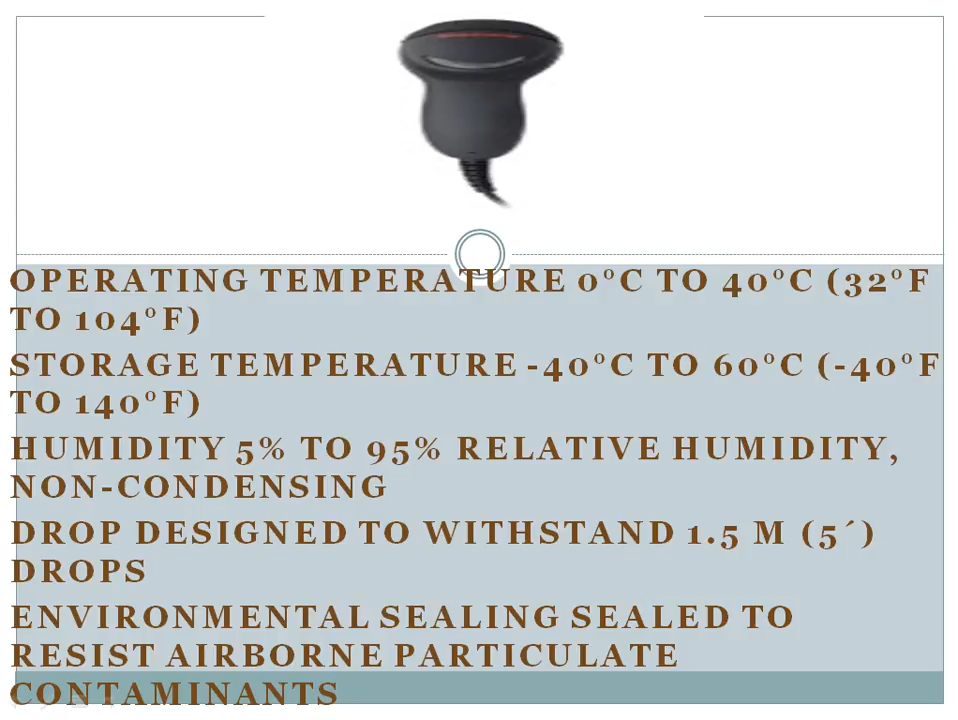 OPERATING TEMPERATURE 0°C TO 40°C (32°F
TO 104°F)
STORAGE TEMPERATURE -40°C TO 60°C (-40°F
TO 140°F)
HUMIDITY 5% TO 95% RELATIVE HUMIDITY,
NON-CONDENSING
DROP DESIGNED TO WITHSTAND 1.5 M (5´)
DROPS
ENVIRONMENTAL SEALING SEALED TO
RESIST AIRBORNE PARTICULATE
CONTAMINANTS